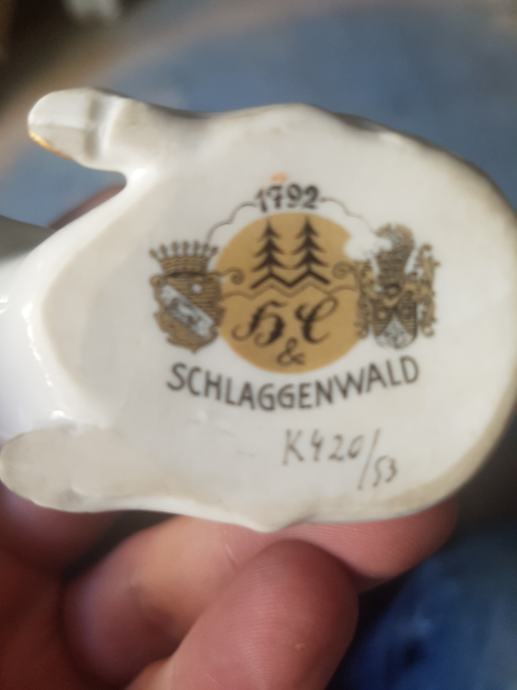 1792
H & C
SCHLAGGENWALD
K420/53